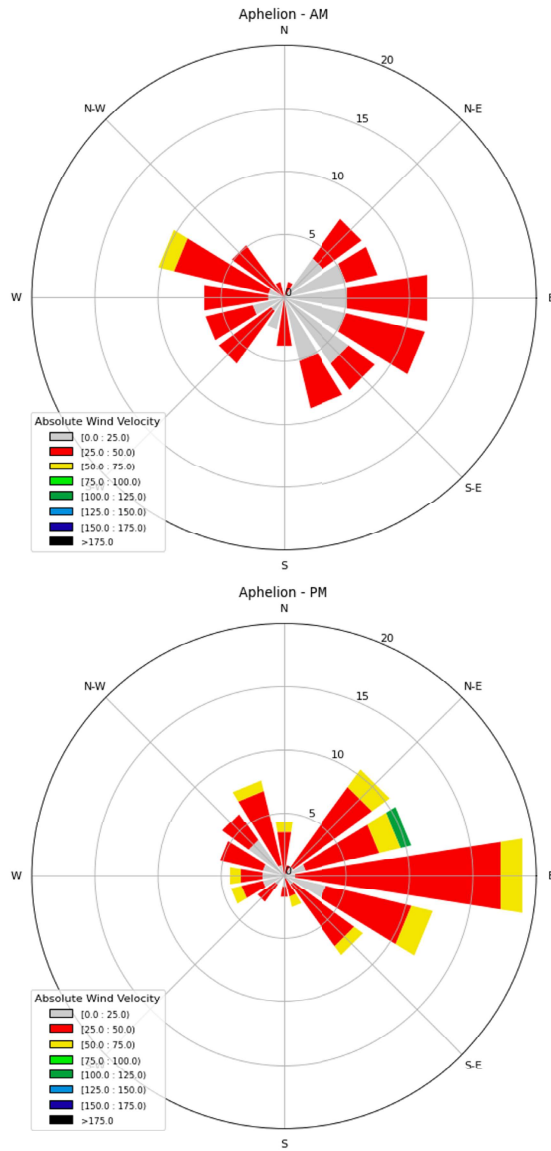 Aphelion - AM
N
20
N-W
N-E
15
10
5
W
0
E
Absolute Wind Velocity
[0.0 : 25.0)
[25.0 : 50.0)
[50.0 : 75.0)
[75.0 : 100.0)
[100.0 : 125.0)
[125.0 : 150.0)
[150.0 : 175.0)
>175.0
S-E
S
Aphelion - PM
N
20
N-W
N-E
15
10
5
W
0
E
Absolute Wind Velocity
[0.0 : 25.0)
[25.0 : 50.0)
[50.0 : 75.0)
[75.0 : 100.0)
[100.0 : 125.0)
[125.0 : 150.0)
[150.0 : 175.0)
>175.0
S-E
S